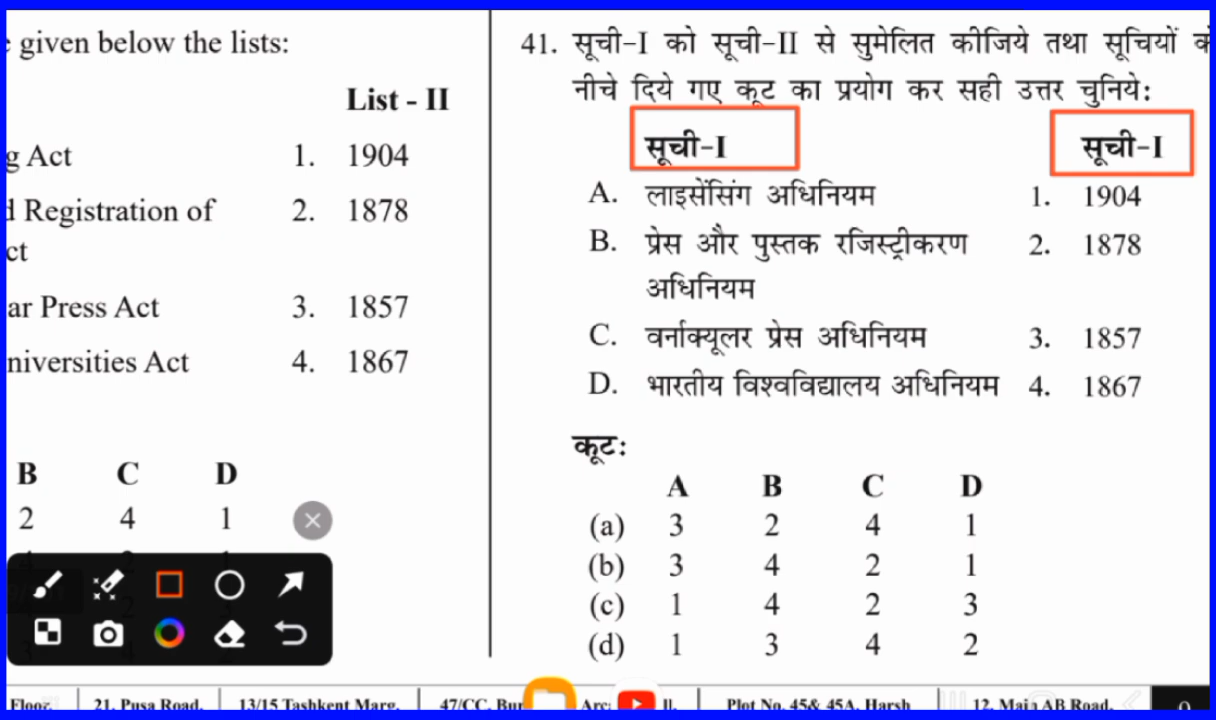 given below the lists:
List - II
g Act 1. 1904
Registration of 2. 1878
ct
ar Press Act 3. 1857
niversities Act 4. 1867
B C D
2 4 1
41. सूची-I को सूची-II से सुमेलित कीजिये तथा सूचियों
नीचे दिये गए कूट का प्रयोग कर सही उत्तर चुनिये:
सूची-I सूची-I
A. लाइसेंसिंग अधिनियम 1. 1904
B. प्रेस और पुस्तक रजिस्ट्रीकरण 2. 1878
अधिनियम
C. वर्नाक्यूलर प्रेस अधिनियम 3. 1857
D. भारतीय विश्वविद्यालय अधिनियम 4. 1867
कूट:
A B C D
(a) 3 2 4 1
(b) 3 4 2 1
(c) 1 4 2 3
(d) 1 3 4 2
21, Pusa Road, 13/15 Tashkent Marg, 47/CC, Bur Arc Plot No. 45& 45A, Harsh 12, Main AB Road,